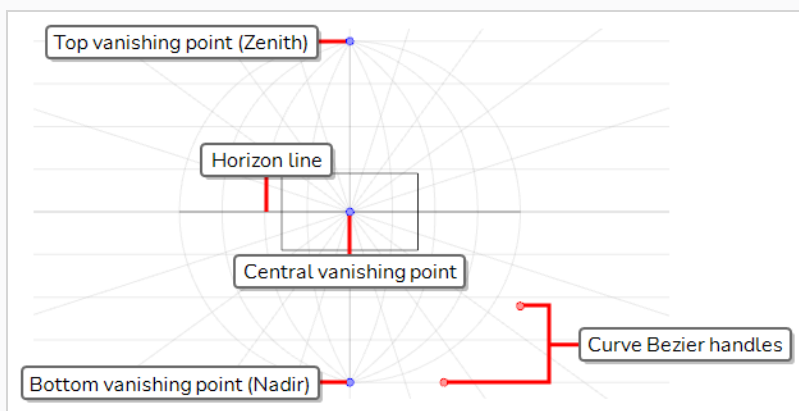 Top vanishing point (Zenith)
Horizon line
Central vanishing point
Curve Bezier handles
Bottom vanishing point (Nadir)